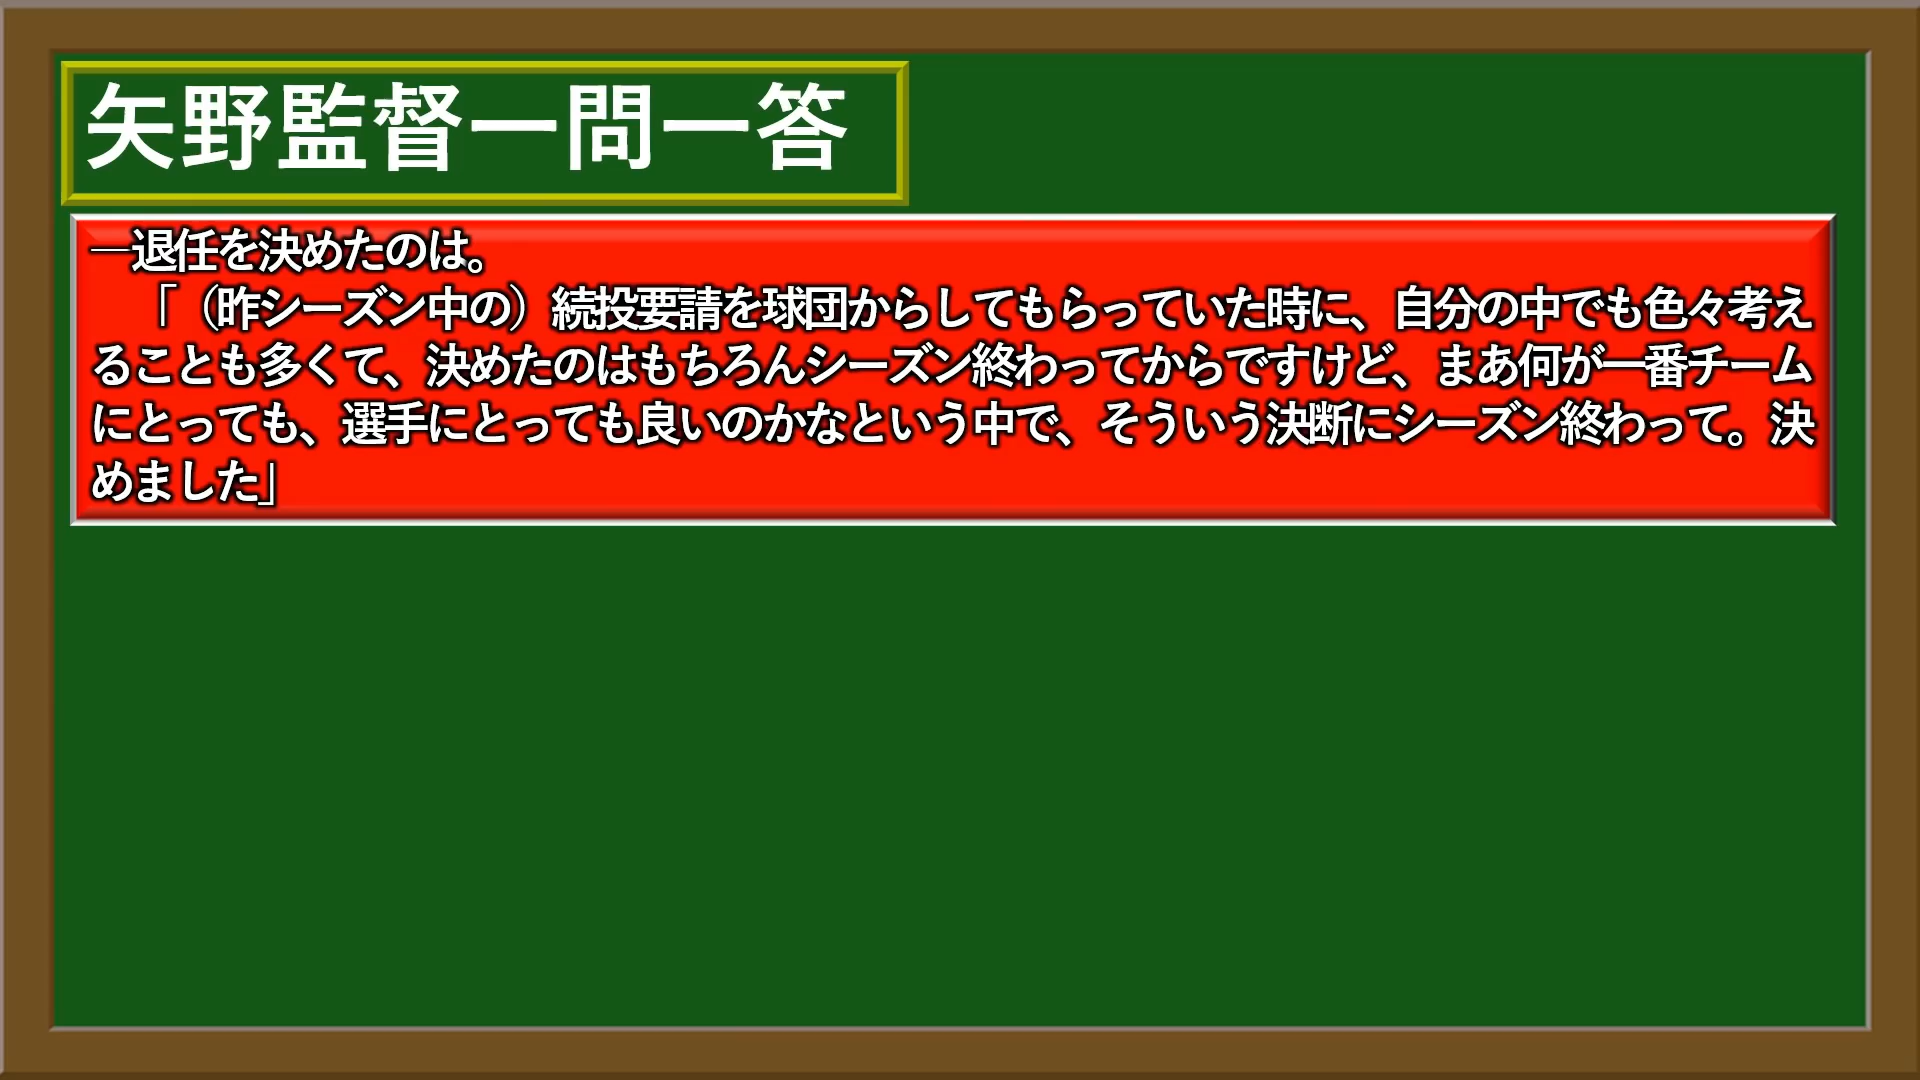 矢野監督一問一答
―退任を決めたのは。
「（昨シーズン中の）続投要請を球団からしてもらっていた時に、自分の中でも色々考え
ることも多くて、決めたのはもちろんシーズン終わってからですけど、まあ何が一番チーム
にとっても、選手にとっても良いのかなという中で、そういう決断にシーズン終わって。決
めました」